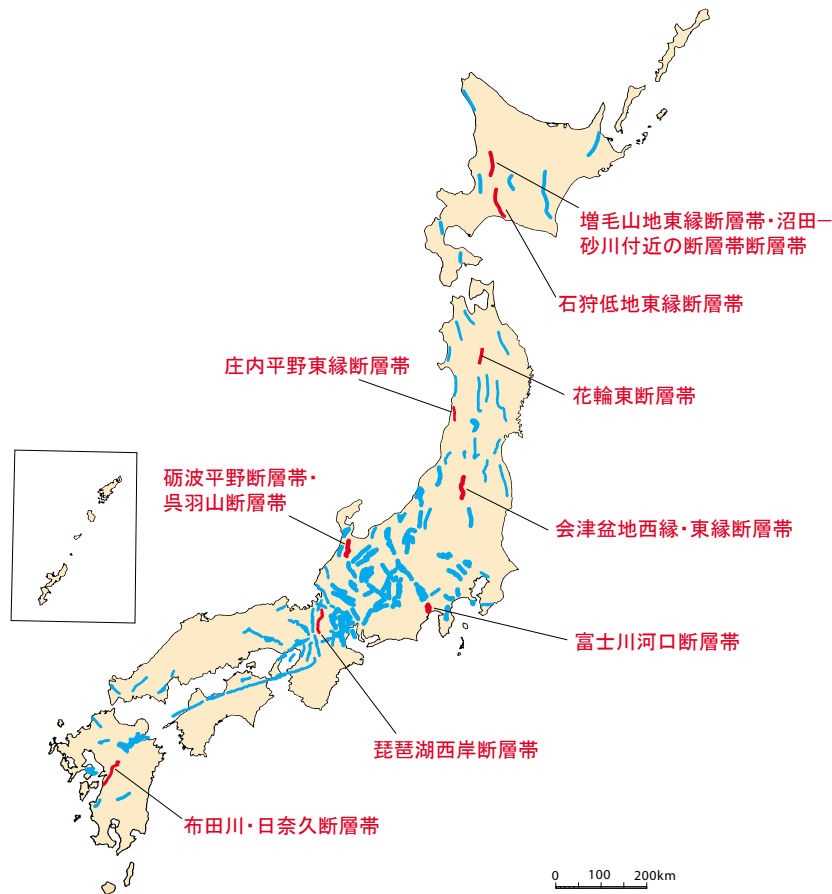 増毛山地東縁断層帯・沼田－
砂川付近の断層帯断層帯
石狩低地東縁断層帯
庄内平野東縁断層帯
花輪東断層帯
砺波平野断層帯・
呉羽山断層帯
会津盆地西縁・東縁断層帯
富士川河口断層帯
琵琶湖西岸断層帯
布田川・日奈久断層帯
0 100 200km